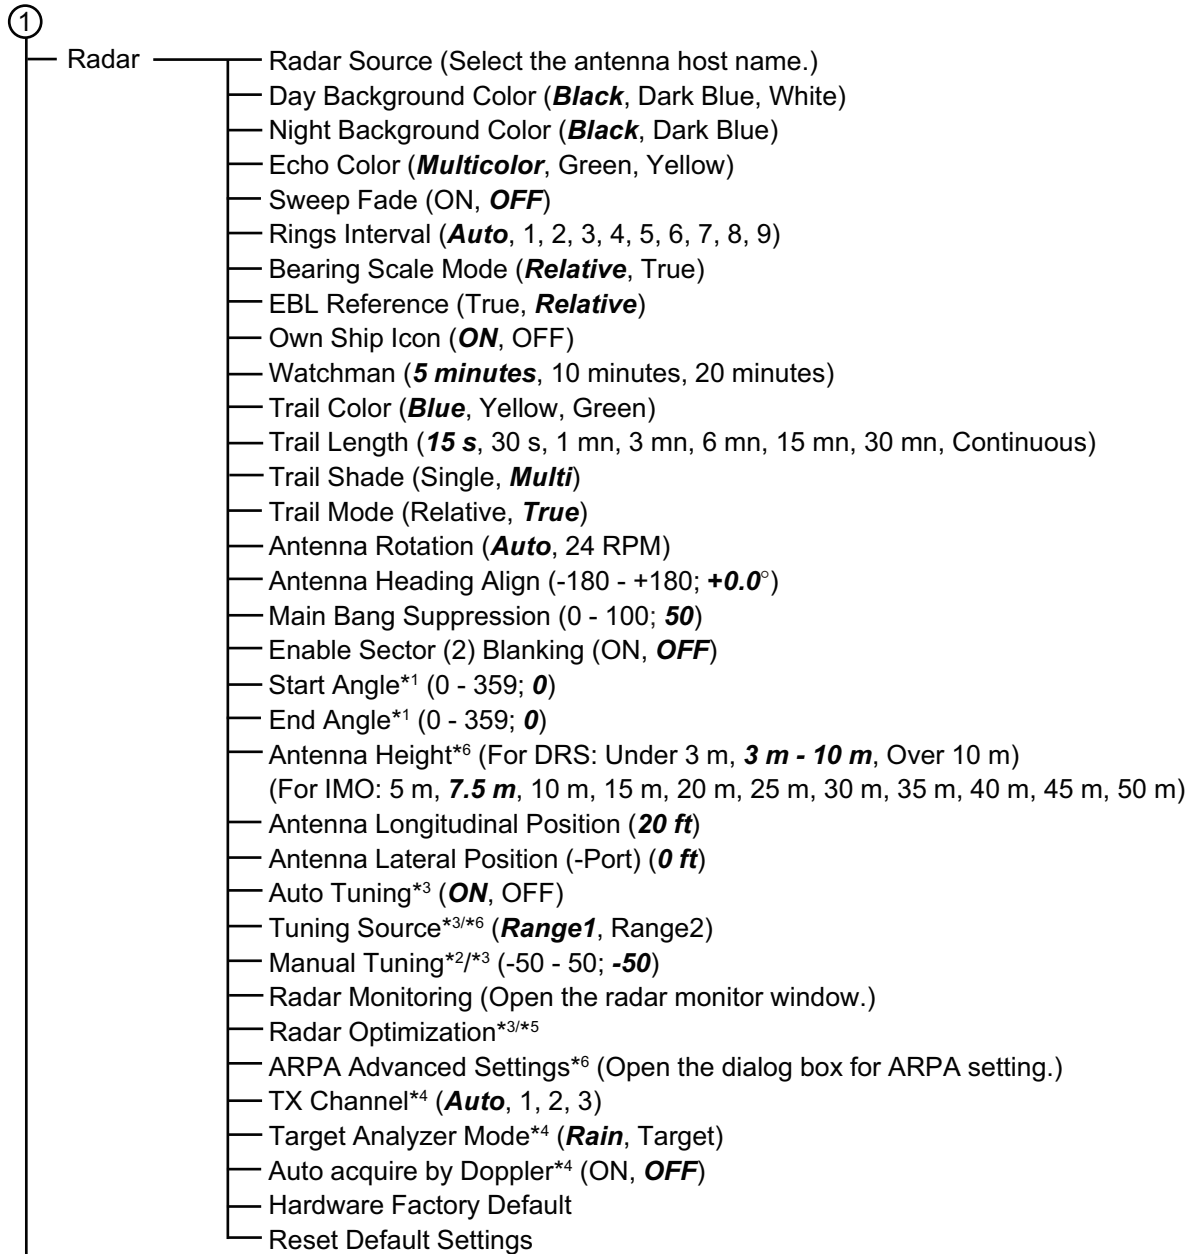 1
Radar
Radar Source (Select the antenna host name.)
Day Background Color (Black, Dark Blue, White)
Night Background Color (Black, Dark Blue)
Echo Color (Multicolor, Green, Yellow)
Sweep Fade (ON, OFF)
Rings Interval (Auto, 1, 2, 3, 4, 5, 6, 7, 8, 9)
Bearing Scale Mode (Relative, True)
EBL Reference (True, Relative)
Own Ship Icon (ON, OFF)
Watchman (5 minutes, 10 minutes, 20 minutes)
Trail Color (Blue, Yellow, Green)
Trail Length (15 s, 30 s, 1 mn, 3 mn, 6 mn, 15 mn, 30 mn, Continuous)
Trail Shade (Single, Multi)
Trail Mode (Relative, True)
Antenna Rotation (Auto, 24 RPM)
Antenna Heading Align (-180 - +180; +0.0°)
Main Bang Suppression (0 - 100; 50)
Enable Sector (2) Blanking (ON, OFF)
Start Angle*1 (0 - 359; 0)
End Angle*1 (0 - 359; 0)
Antenna Height*6 (For DRS: Under 3 m, 3 m - 10 m, Over 10 m)
(For IMO: 5 m, 7.5 m, 10 m, 15 m, 20 m, 25 m, 30 m, 35 m, 40 m, 45 m, 50 m)
Antenna Longitudinal Position (20 ft)
Antenna Lateral Position (-Port) (0 ft)
Auto Tuning*3 (ON, OFF)
Tuning Source*3/*6 (Range1, Range2)
Manual Tuning*2/*3 (-50 - 50; -50)
Radar Monitoring (Open the radar monitor window.)
Radar Optimization*3/*5
ARPA Advanced Settings*6 (Open the dialog box for ARPA setting.)
TX Channel*4 (Auto, 1, 2, 3)
Target Analyzer Mode*4 (Rain, Target)
Auto acquire by Doppler*4 (ON, OFF)
Hardware Factory Default
Reset Default Settings